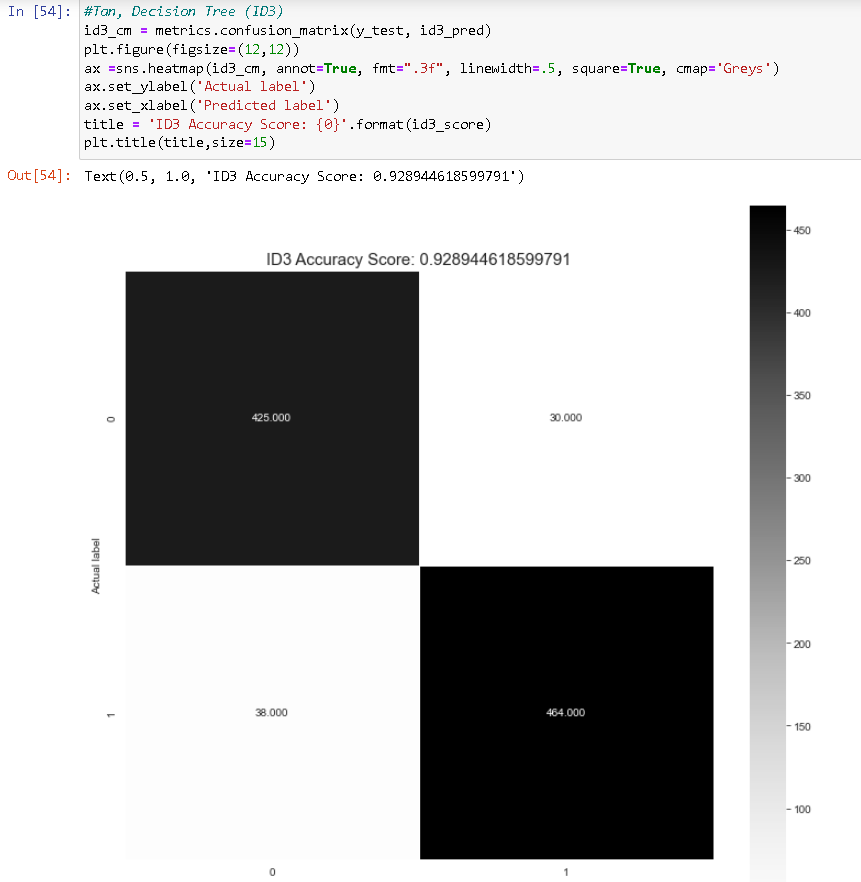 In [54]: #Tan, Decision Tree (ID3)
id3_cm = metrics.confusion_matrix(y_test, id3_pred)
plt.figure(figsize=(12,12))
ax =sns.heatmap(id3_cm, annot=True, fmt=".3f", linewidth=.5, square=True, cmap='Greys')
ax.set_ylabel('Actual label')
ax.set_xlabel('Predicted label')
title = 'ID3 Accuracy Score: {0}'.format(id3_score)
plt.title(title,size=15)
Out[54]: Text(0.5, 1.0, 'ID3 Accuracy Score: 0.928944618599791')
ID3 Accuracy Score: 0.928944618599791
450
400
350
300
250
200
150
100
0
425.000
30.000
Actual label
1
38.000
464.000
0
1